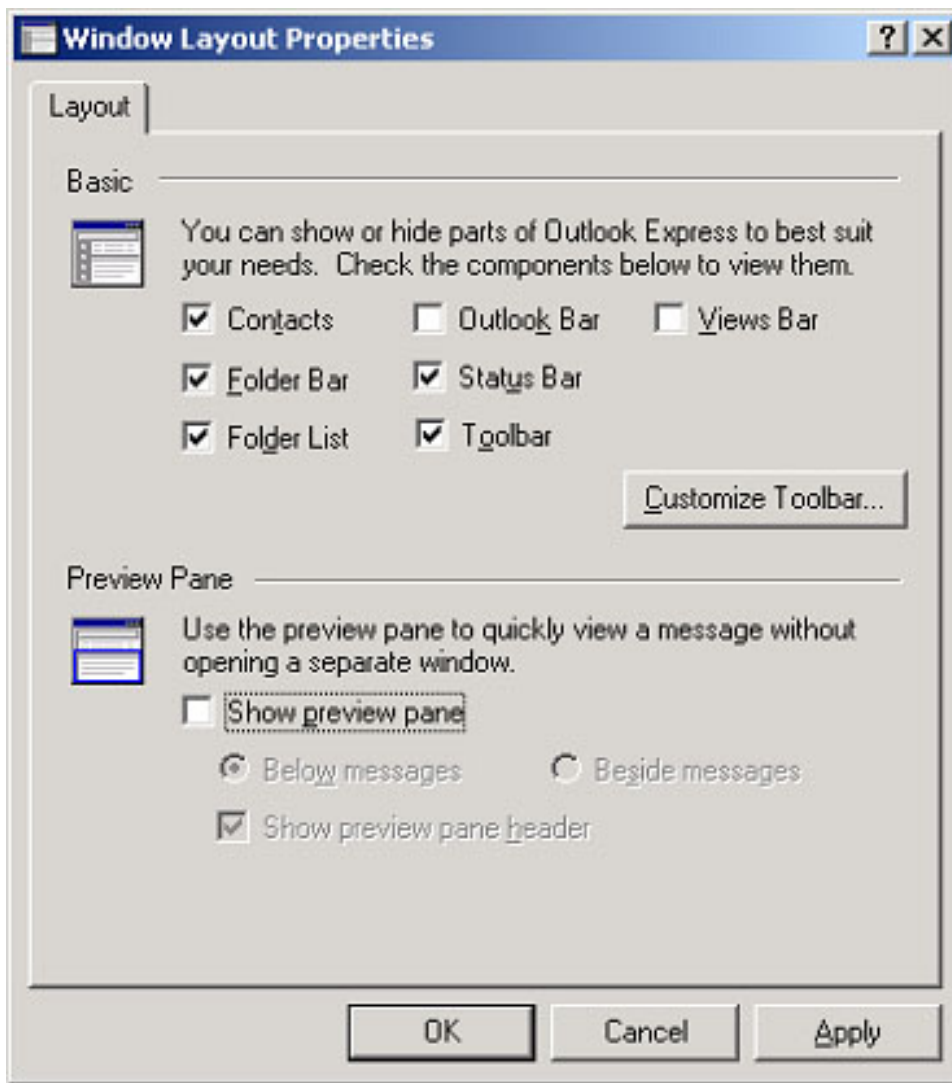 Window Layout Properties
Layout
Basic
You can show or hide parts of Outlook Express to best suit
your needs.  Check the components below to view them.
Contacts Outlook Bar Views Bar
Folder Bar Status Bar
Folder List Toolbar
Customize Toolbar...
Preview Pane
Use the preview pane to quickly view a message without
opening a separate window.
Show preview pane
Below messages Beside messages
Show preview pane header
OK Cancel Apply